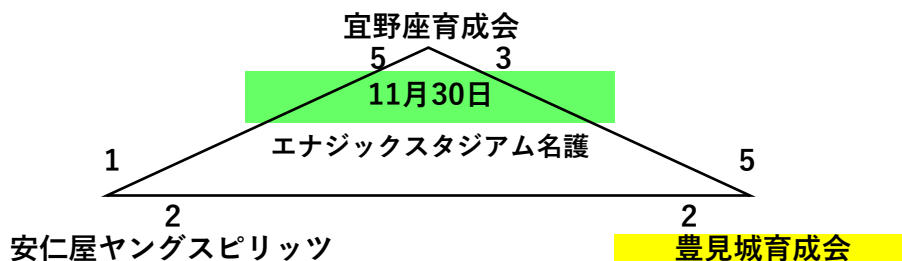 宜野座育成会
5 3
11月30日
エナジックスタジアム名護
1 5
2 2
安仁屋ヤングスピリッツ 豊見城育成会